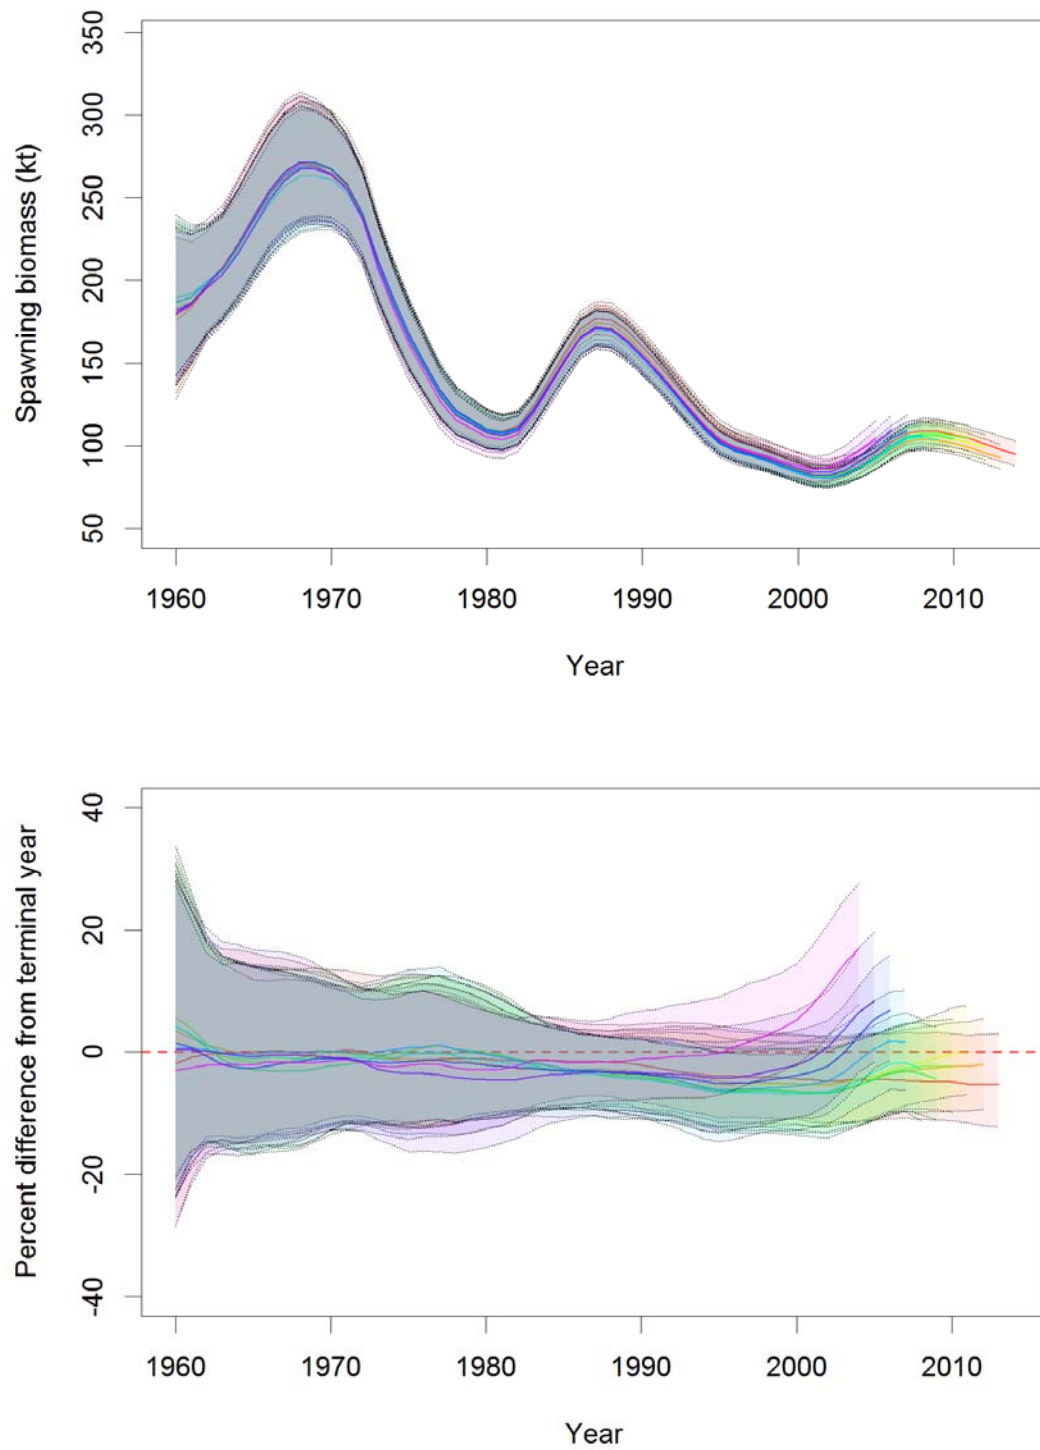 Spawning biomass (kt)
350
300
250
200
150
100
50
1960 1970 1980 1990 2000 2010
Year
Percent difference from terminal year
40
20
0
-20
-40
1960 1970 1980 1990 2000 2010
Year